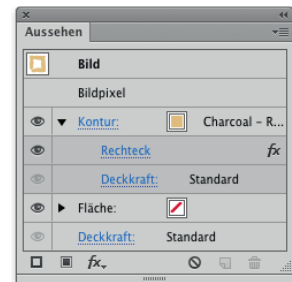 Aussehen
Bild
Bildpixel
Kontur: Charcoal – R...
Rechteck fx
Deckkraft: Standard
Fläche:
Deckkraft: Standard
fx